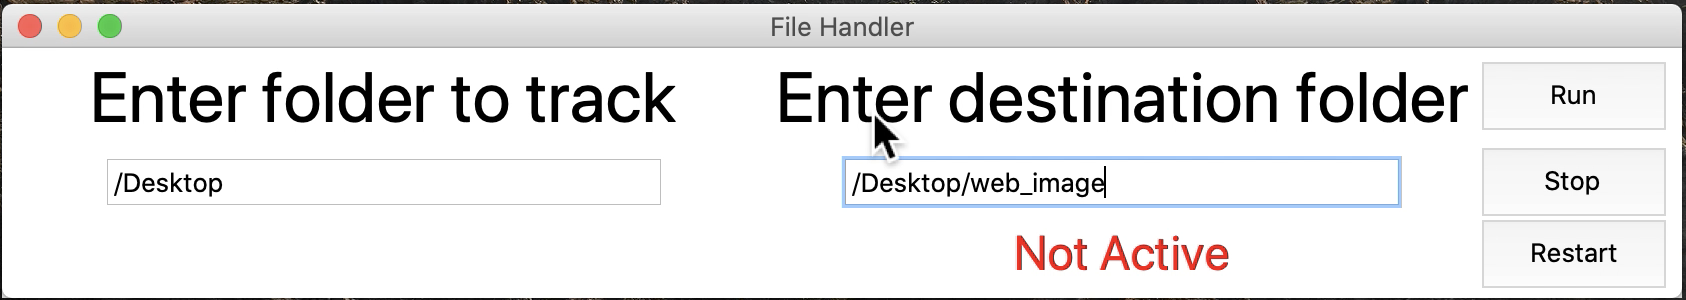 File Handler
Enter folder to track
Enter destination folder
Run
/Desktop
/Desktop/web_image
Stop
Not Active
Restart